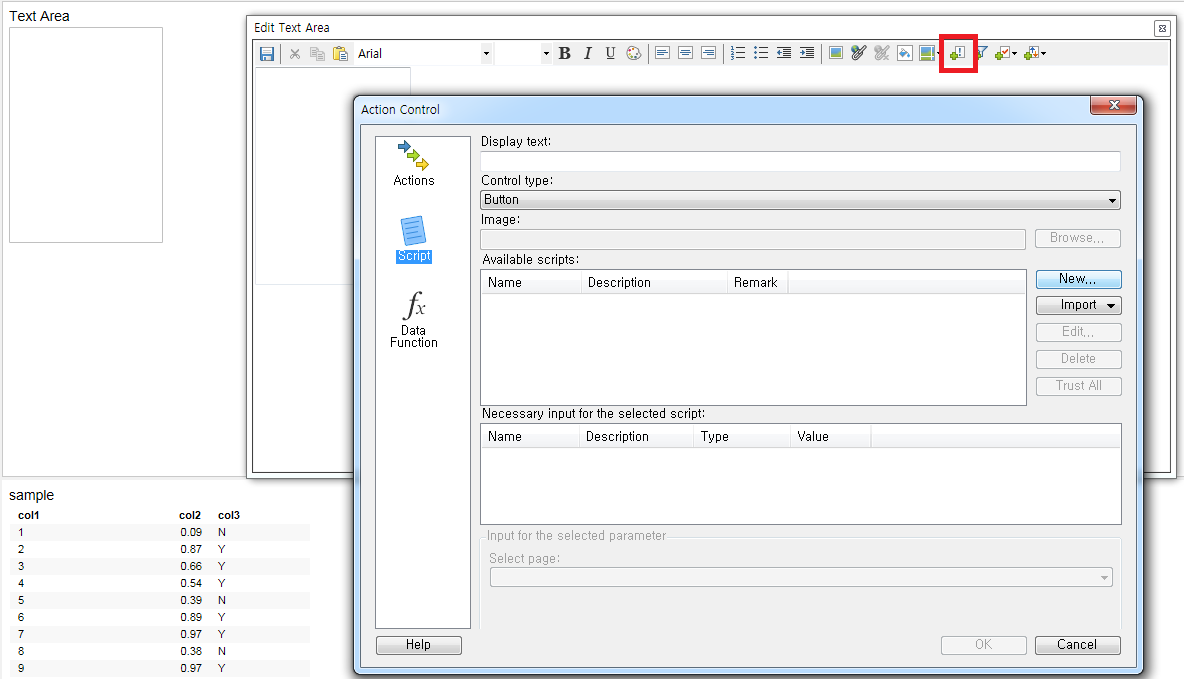 Text Area
Edit Text Area
Arial
B I U
Action Control
Actions
Script
fx
Data
Function
Display text:
Control type:
Button
Image:
Browse...
Available scripts:
Name Description Remark
New...
Import
Edit...
Delete
Trust All
Necessary input for the selected script:
Name Description Type Value
Input for the selected parameter
Select page:
Help OK Cancel
sample
col1 col2 col3
1 0.09 N
2 0.87 Y
3 0.66 Y
4 0.54 Y
5 0.39 N
6 0.89 Y
7 0.97 Y
8 0.38 N
9 0.97 Y